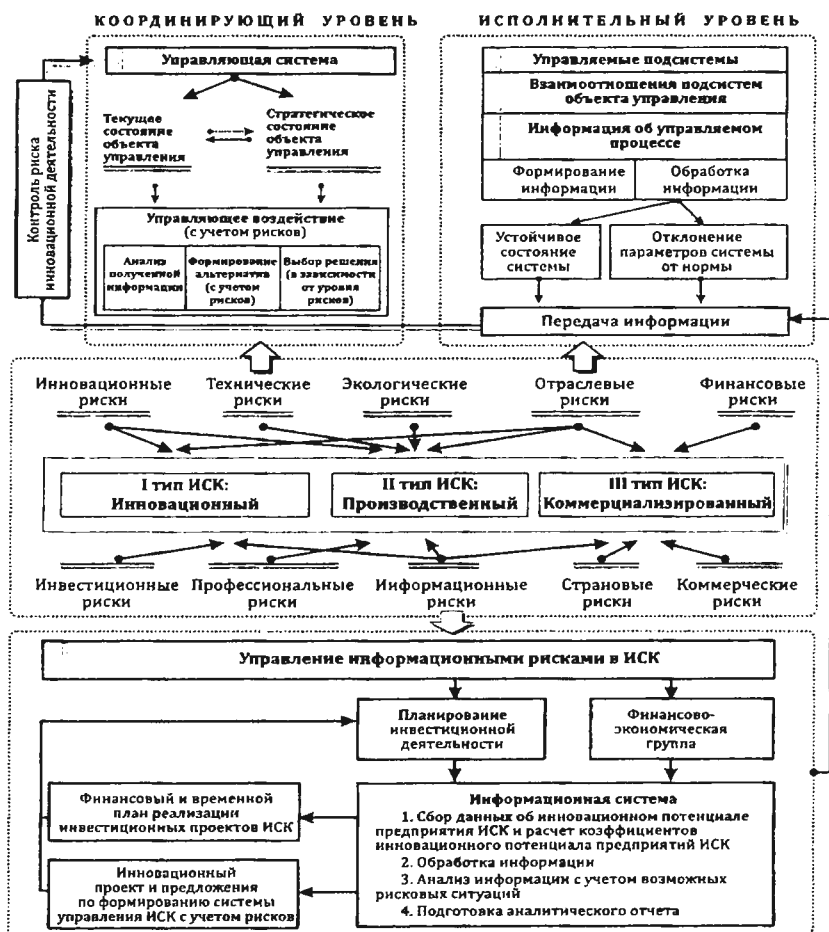 КООРДИНИРУЮЩИЙ УРОВЕНЬ
ИСПОЛНИТЕЛЬНЫЙ УРОВЕНЬ
Контроль риска
инновационной деятельности
Управляющая система
Текущее
состояние
объекта
управления
Стратегическое
состояние
объекта
управления
Управляющее воздействие
(с учетом рисков)
Анализ
полученной
информации
Формирование
альтернатив
(с учетом
рисков)
Выбор решения
(в зависимости
от уровня
рисков)
Управляемые подсистемы
Взаимоотношения подсистем
объекта управления
Информация об управляемом
процессе
Формирование
информации
Обработка
информации
Устойчивое
состояние
системы
Отклонение
параметров системы
от нормы
Передача информации
Инновационные
риски
Технические
риски
Экологические
риски
Отраслевые
риски
Финансовые
риски
I тип ИСК:
Инновационный
II тип ИСК:
Производственный
III тип ИСК:
Коммерциализированный
Инвестиционные
риски
Профессиональные
риски
Информационные
риски
Страновые
риски
Коммерческие
риски
Управление информационными рисками в ИСК
Планирование
инвестиционной
деятельности
Финансово-
экономическая
группа
Финансовый и временной
план реализации
инвестиционных проектов ИСК
Инновационный
проект и предложения
по формированию системы
управления ИСК с учетом рисков
Информационная система
1. Сбор данных об инновационном потенциале
предприятия ИСК и расчет коэффициентов
инновационного потенциала предприятий ИСК
2. Обработка информации
3. Анализ информации с учетом возможных
рисковых ситуаций
4. Подготовка аналитического отчета